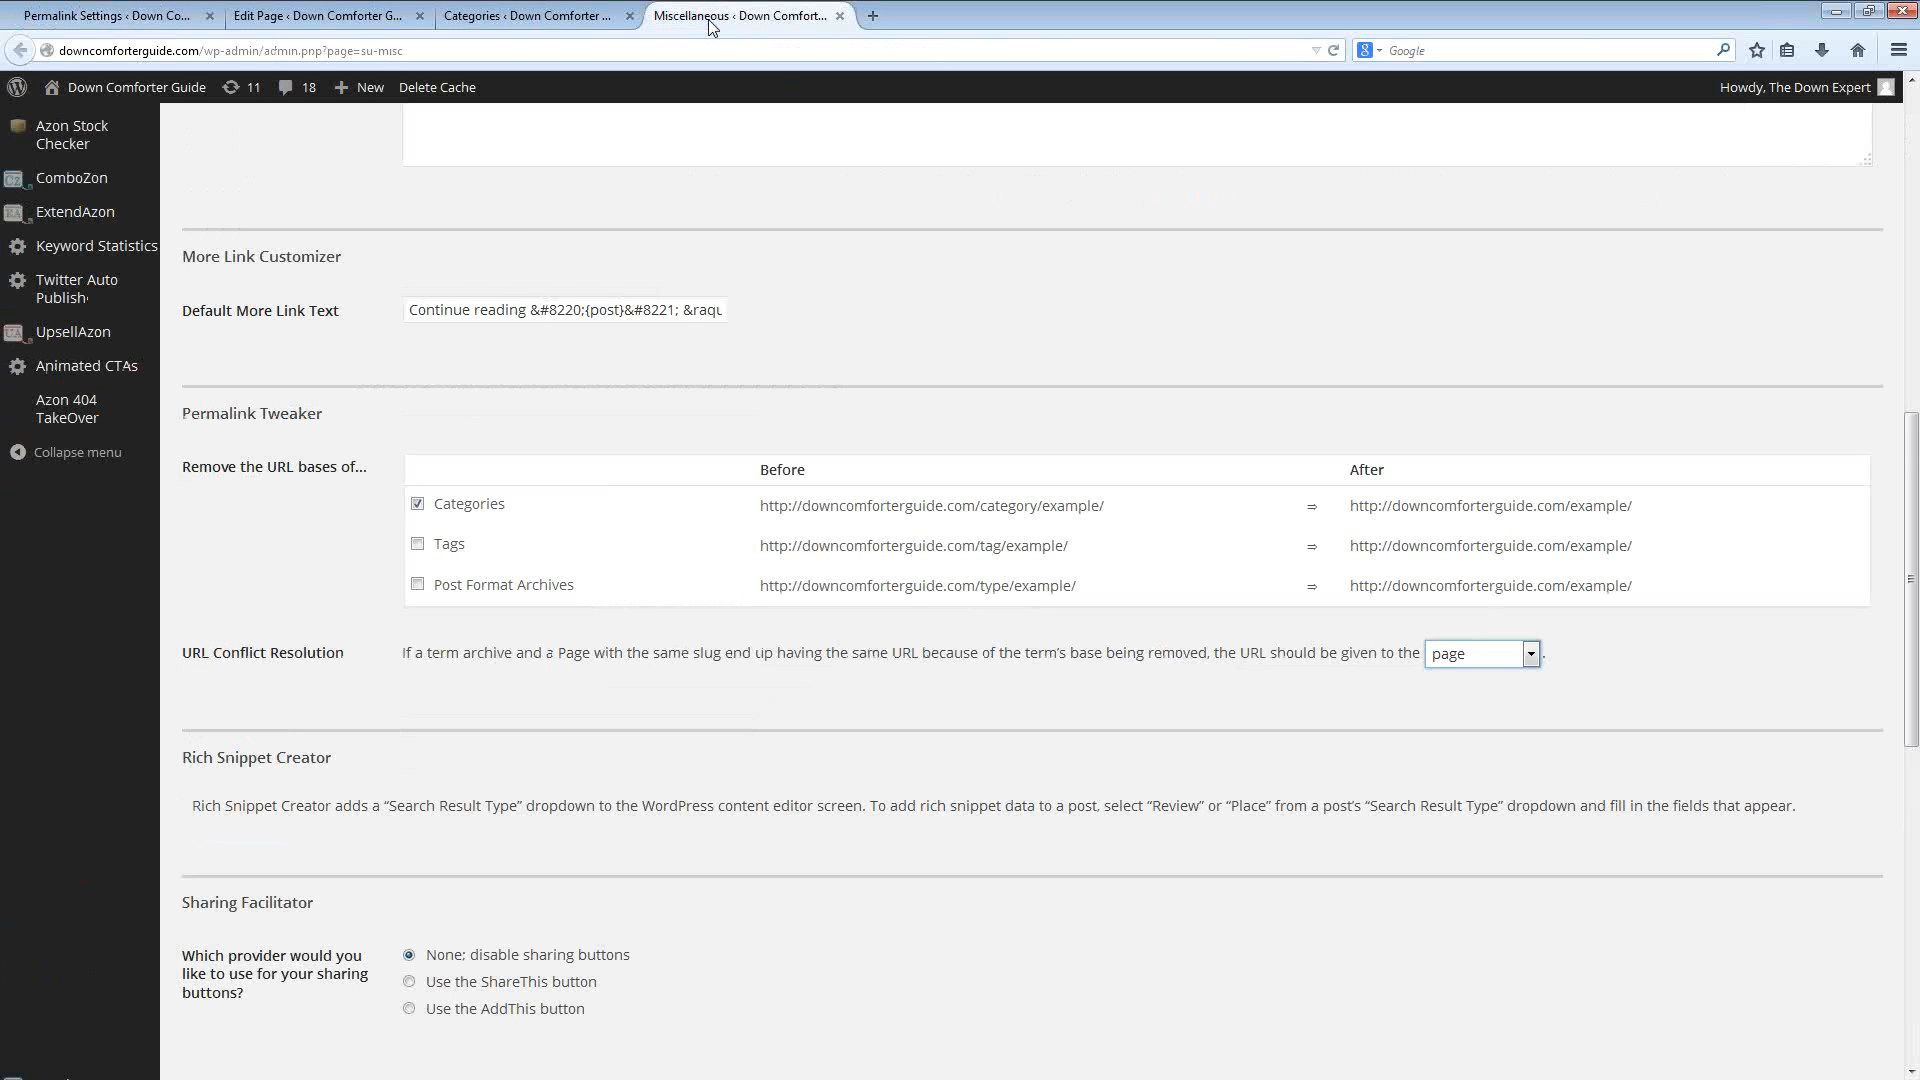 Permalink Settings ‹ Down Co...
Edit Page ‹ Down Comforter G...
Categories ‹ Down Comforter ...
Miscellaneous ‹ Down Comfort...
downcomforterguide.com/wp-admin/admin.php?page=su-misc
Google
Down Comforter Guide 11 18 New Delete Cache
Howdy, The Down Expert
Azon Stock
Checker
ComboZon
ExtendAzon
Keyword Statistics
Twitter Auto
Publish
UpsellAzon
Animated CTAs
Azon 404
TakeOver
Collapse menu
More Link Customizer
Default More Link Text
Continue reading &#8220;{post}&#8221; &raqu
Permalink Tweaker
Remove the URL bases of...
Before After
Categories http://downcomforterguide.com/category/example/ ⇒ http://downcomforterguide.com/example/
Tags http://downcomforterguide.com/tag/example/ ⇒ http://downcomforterguide.com/example/
Post Format Archives http://downcomforterguide.com/type/example/ ⇒ http://downcomforterguide.com/example/
URL Conflict Resolution
If a term archive and a Page with the same slug end up having the same URL because of the term's base being removed, the URL should be given to the page .
Rich Snippet Creator
Rich Snippet Creator adds a “Search Result Type” dropdown to the WordPress content editor screen. To add rich snippet data to a post, select “Review” or “Place” from a post's “Search Result Type” dropdown and fill in the fields that appear.
Sharing Facilitator
Which provider would you
like to use for your sharing
buttons?
None; disable sharing buttons
Use the ShareThis button
Use the AddThis button